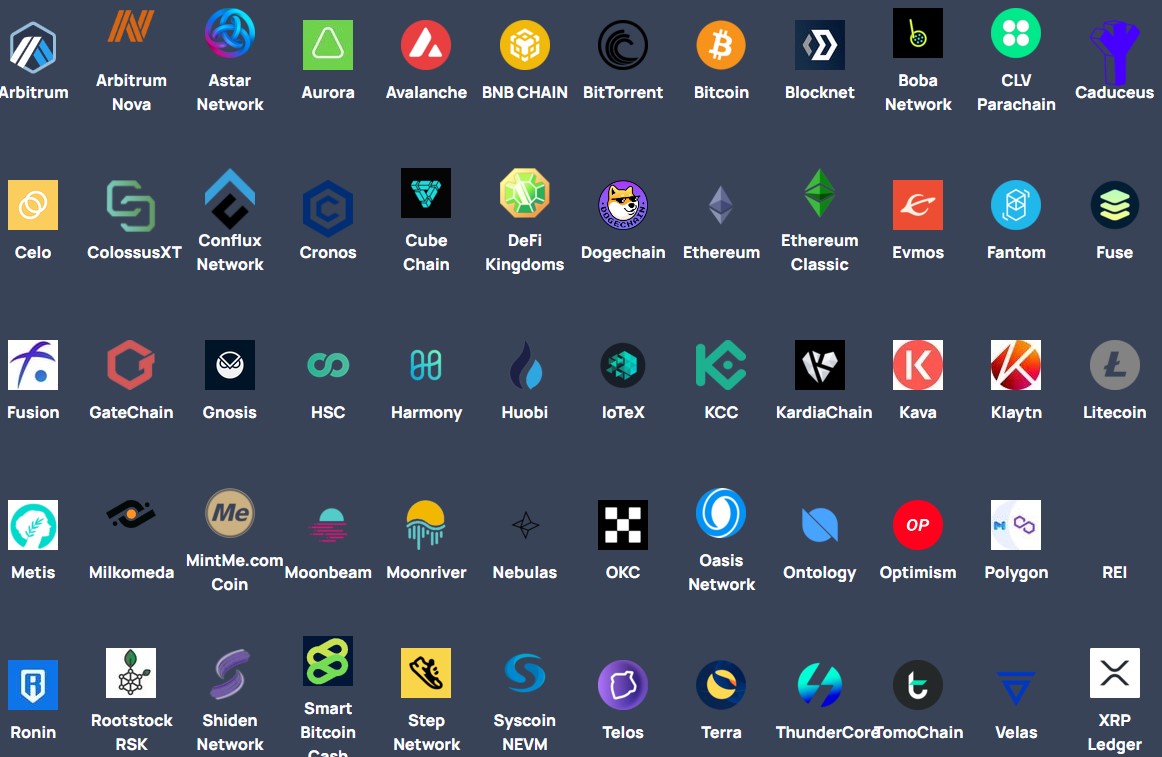 Arbitrum
Arbitrum
Nova
Astar
Network
Aurora
Avalanche
BNB CHAIN
BitTorrent
Bitcoin
Blocknet
Boba
Network
CLV
Parachain
Caduceus
Celo
ColossusXT
Conflux
Network
Cronos
Cube
Chain
DeFi
Kingdoms
DOGECHAIN
Dogechain
Ethereum
Ethereum
Classic
Evmos
Fantom
Fuse
Fusion
GateChain
Gnosis
HSC
Harmony
Huobi
IoTeX
KCC
KardiaChain
Kava
Klaytn
Litecoin
Metis
Milkomeda
Me
MintMe.com
Coin
Moonbeam
Moonriver
Nebulas
OKC
Oasis
Network
Ontology
OP
Optimism
Polygon
REI
Ronin
Rootstock
RSK
Shiden
Network
Smart
Bitcoin
Cash
Step
Network
Syscoin
NEVM
Telos
Terra
ThunderCore
TomoChain
Velas
XRP
Ledger